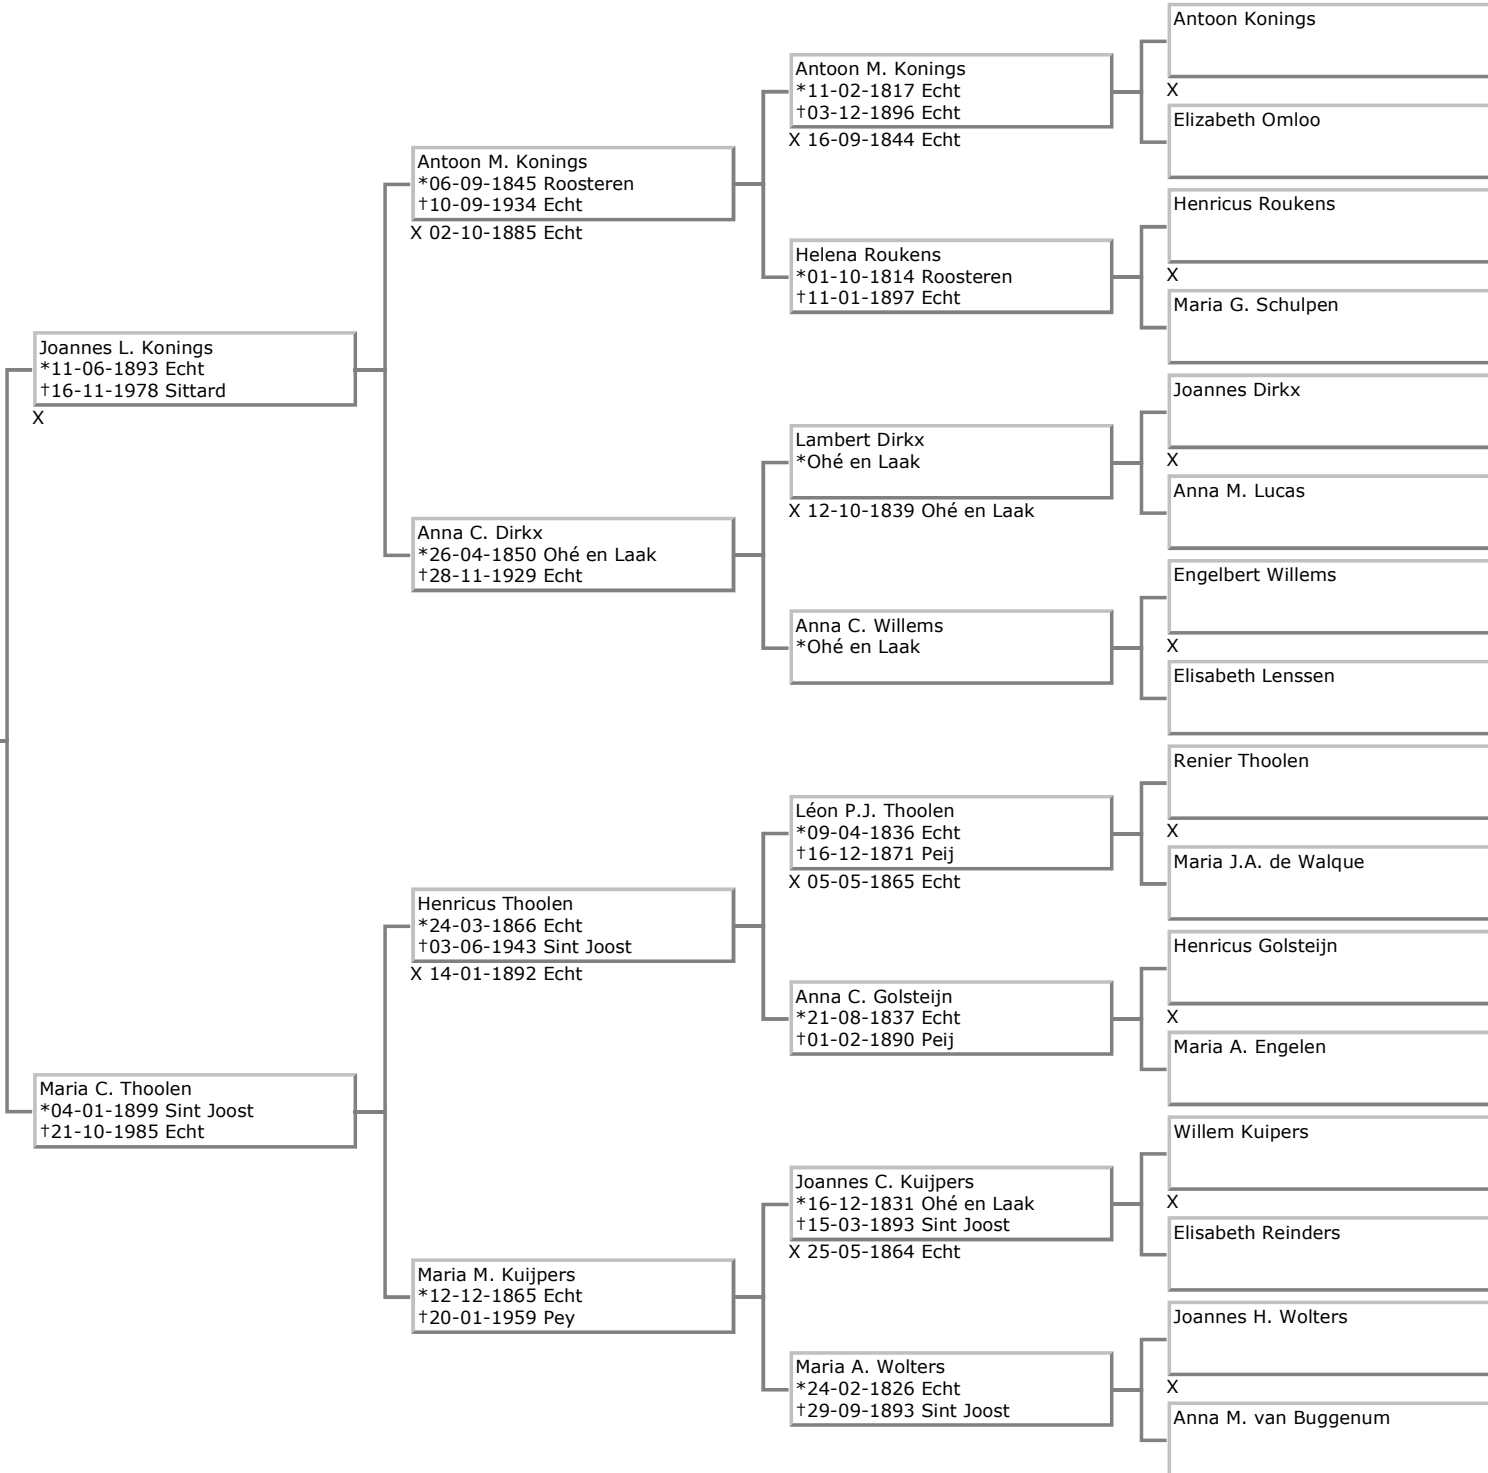 Joannes L. Konings
*11-06-1893 Echt
†16-11-1978 Sittard
X
Maria C. Thoolen
*04-01-1899 Sint Joost
†21-10-1985 Echt
Antoon M. Konings
*06-09-1845 Roosteren
†10-09-1934 Echt
X 02-10-1885 Echt
Anna C. Dirkx
*26-04-1850 Ohé en Laak
†28-11-1929 Echt
Henricus Thoolen
*24-03-1866 Echt
†03-06-1943 Sint Joost
X 14-01-1892 Echt
Maria M. Kuijpers
*12-12-1865 Echt
†20-01-1959 Pey
Antoon M. Konings
*11-02-1817 Echt
†03-12-1896 Echt
X 16-09-1844 Echt
Helena Roukens
*01-10-1814 Roosteren
†11-01-1897 Echt
Lambert Dirkx
*Ohé en Laak
X 12-10-1839 Ohé en Laak
Anna C. Willems
*Ohé en Laak
Léon P.J. Thoolen
*09-04-1836 Echt
†16-12-1871 Peij
X 05-05-1865 Echt
Anna C. Golsteijn
*21-08-1837 Echt
†01-02-1890 Peij
Joannes C. Kuijpers
*16-12-1831 Ohé en Laak
†15-03-1893 Sint Joost
X 25-05-1864 Echt
Maria A. Wolters
*24-02-1826 Echt
†29-09-1893 Sint Joost
Antoon Konings
X
Elizabeth Omloo
Henricus Roukens
X
Maria G. Schulpen
Joannes Dirkx
X
Anna M. Lucas
Engelbert Willems
X
Elisabeth Lenssen
Renier Thoolen
X
Maria J.A. de Walque
Henricus Golsteijn
X
Maria A. Engelen
Willem Kuipers
X
Elisabeth Reinders
Joannes H. Wolters
X
Anna M. van Buggenum